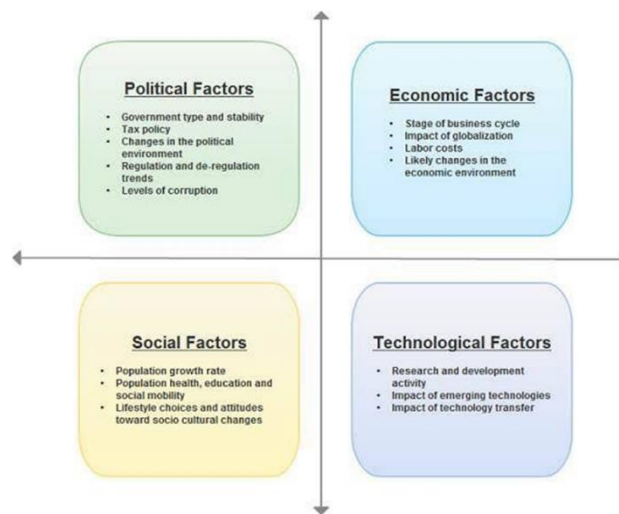 Political Factors
• Government type and stability
• Tax policy
• Changes in the political
environment
• Regulation and de-regulation
trends
• Levels of corruption
Economic Factors
• Stage of business cycle
• Impact of globalization
• Labor costs
• Likely changes in the
economic environment
Social Factors
• Population growth rate
• Population health, education and
social mobility
• Lifestyle choices and attitudes
toward socio cultural changes
Technological Factors
• Research and development
activity
• Impact of emerging technologies
• Impact of technology transfer